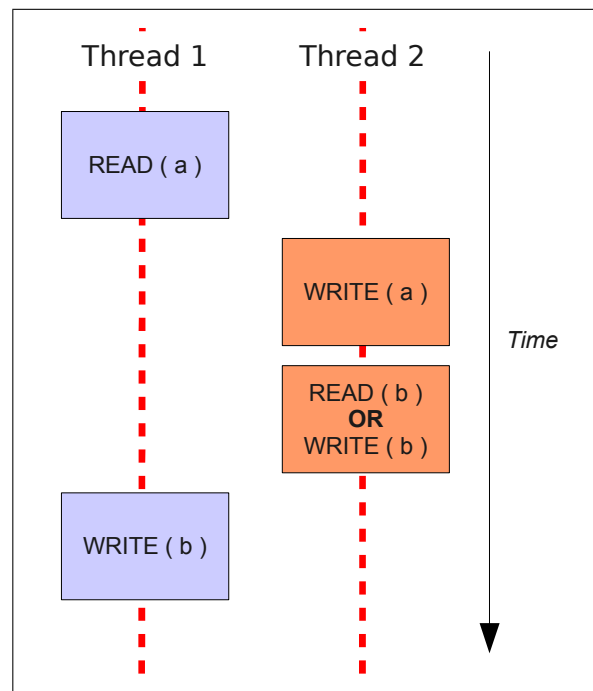 Thread 1
Thread 2
READ ( a )
WRITE ( a )
Time
READ ( b )
OR
WRITE ( b )
WRITE ( b )